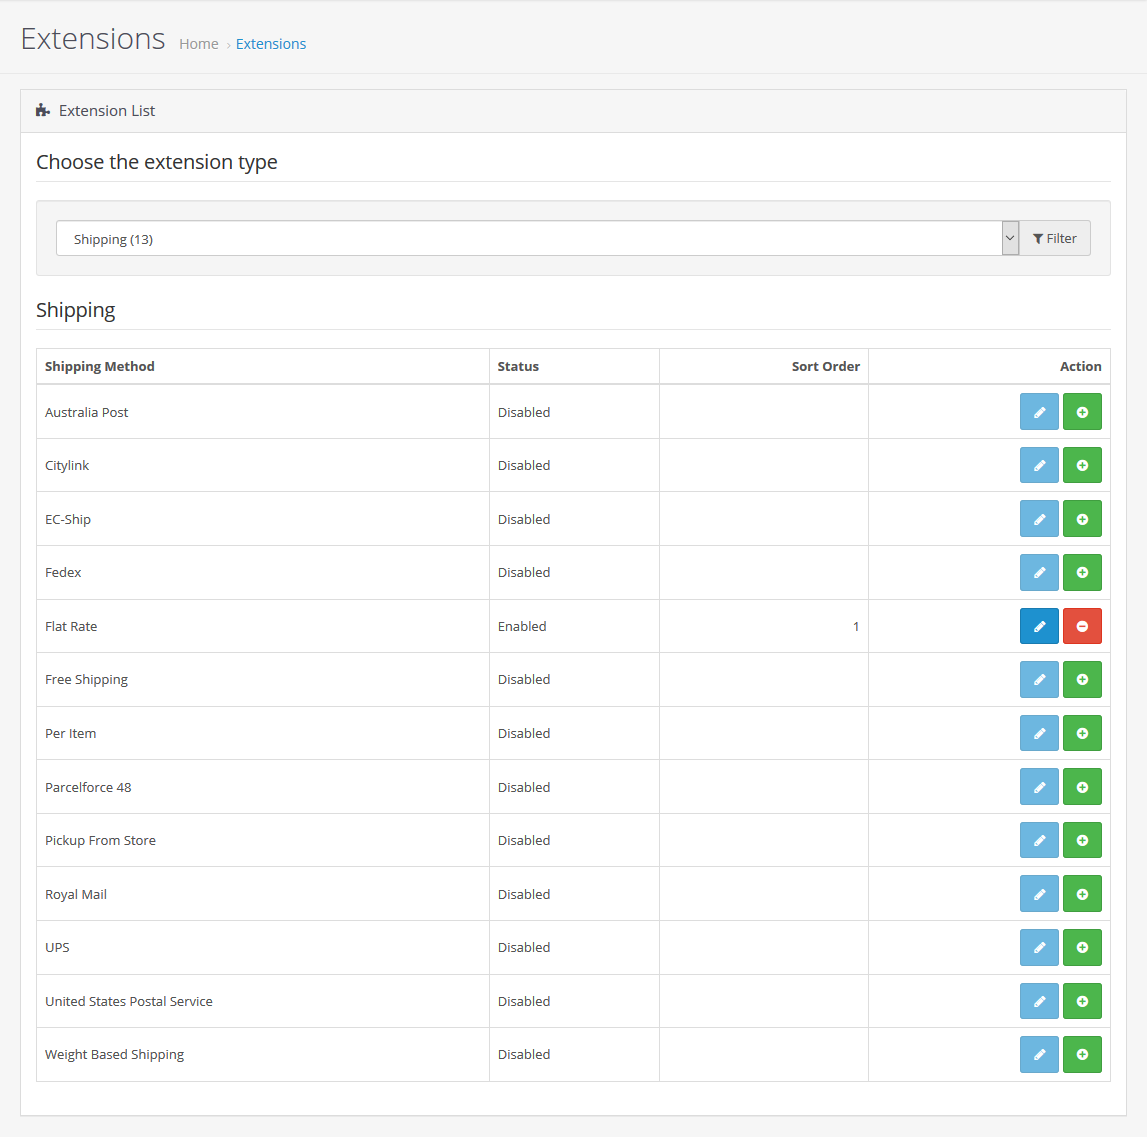 Extensions Home › Extensions
Extension List
Choose the extension type
Shipping (13) Filter
Shipping
Shipping Method Status Sort Order Action
Australia Post Disabled
Citylink Disabled
EC-Ship Disabled
Fedex Disabled
Flat Rate Enabled 1
Free Shipping Disabled
Per Item Disabled
Parcelforce 48 Disabled
Pickup From Store Disabled
Royal Mail Disabled
UPS Disabled
United States Postal Service Disabled
Weight Based Shipping Disabled